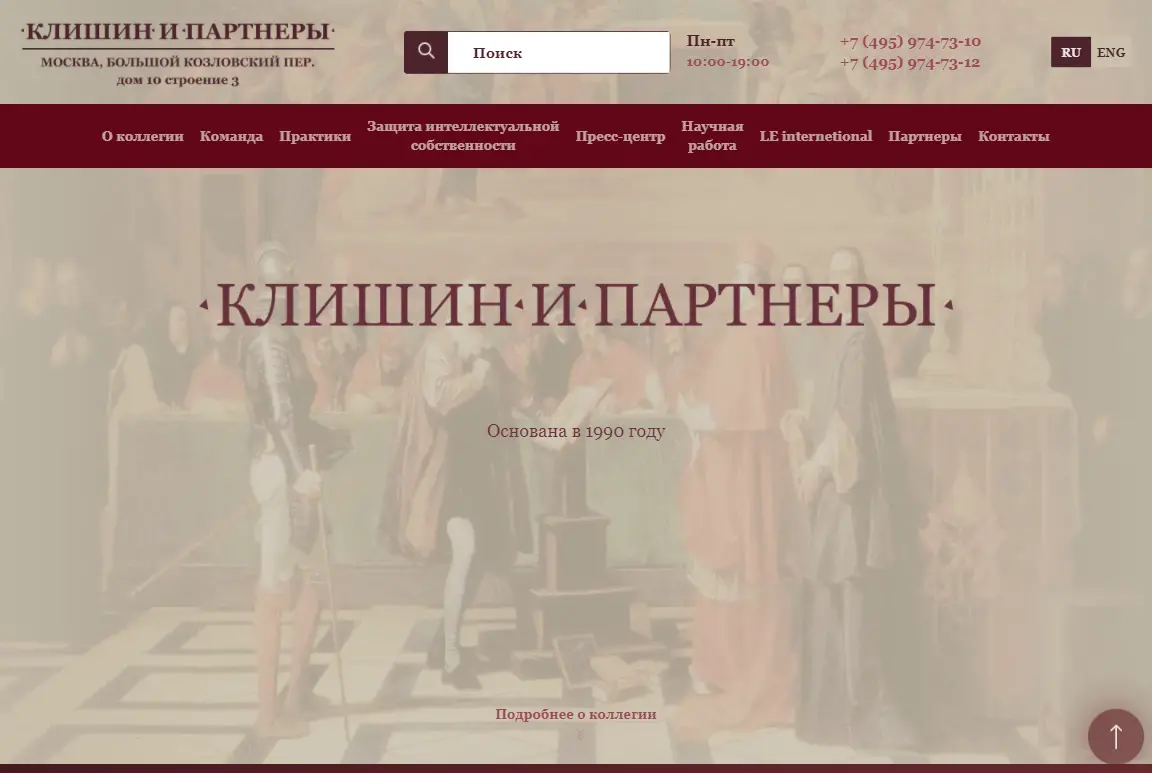 ·КЛИШИН·И·ПАРТНЕРЫ·
МОСКВА, БОЛЬШОЙ КОЗЛОВСКИЙ ПЕР.
дом 10 строение 3
Поиск
Пн-пт
10:00-19:00
+7 (495) 974-73-10
+7 (495) 974-73-12
RU ENG
О коллегии
Команда
Практики
Защита интеллектуальной
собственности
Пресс-центр
Научная
работа
LE internetional
Партнеры
Контакты
·КЛИШИН·И·ПАРТНЕРЫ·
Основана в 1990 году
Подробнее о коллегии